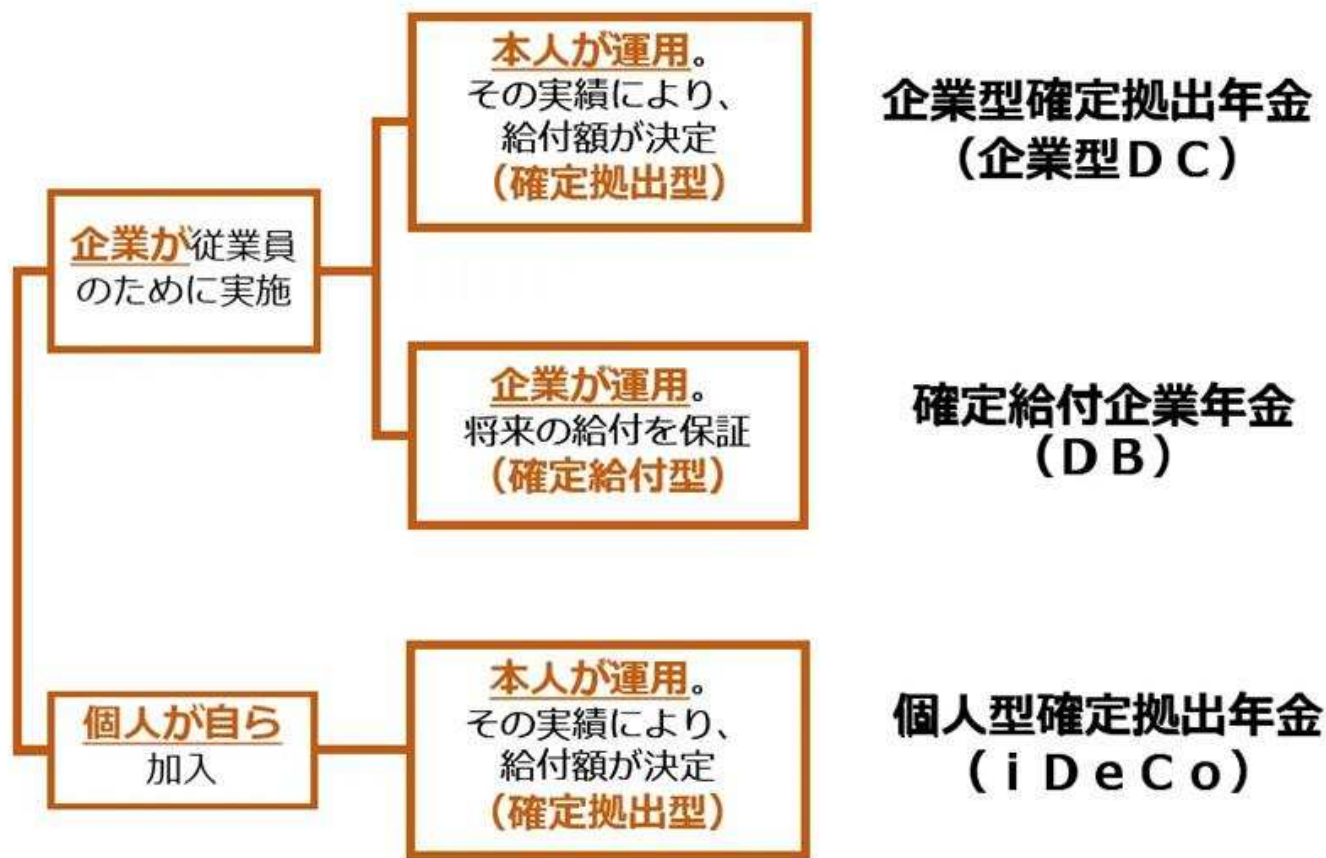 本人が運用。
その実績により、
給付額が決定
（確定拠出型）
企業型確定拠出年金
（企業型ＤＣ）
企業が従業員
のために実施
企業が運用。
将来の給付を保証
（確定給付型）
確定給付企業年金
（ＤＢ）
本人が運用。
その実績により、
給付額が決定
（確定拠出型）
個人が自ら
加入
個人型確定拠出年金
（ｉＤｅＣｏ）